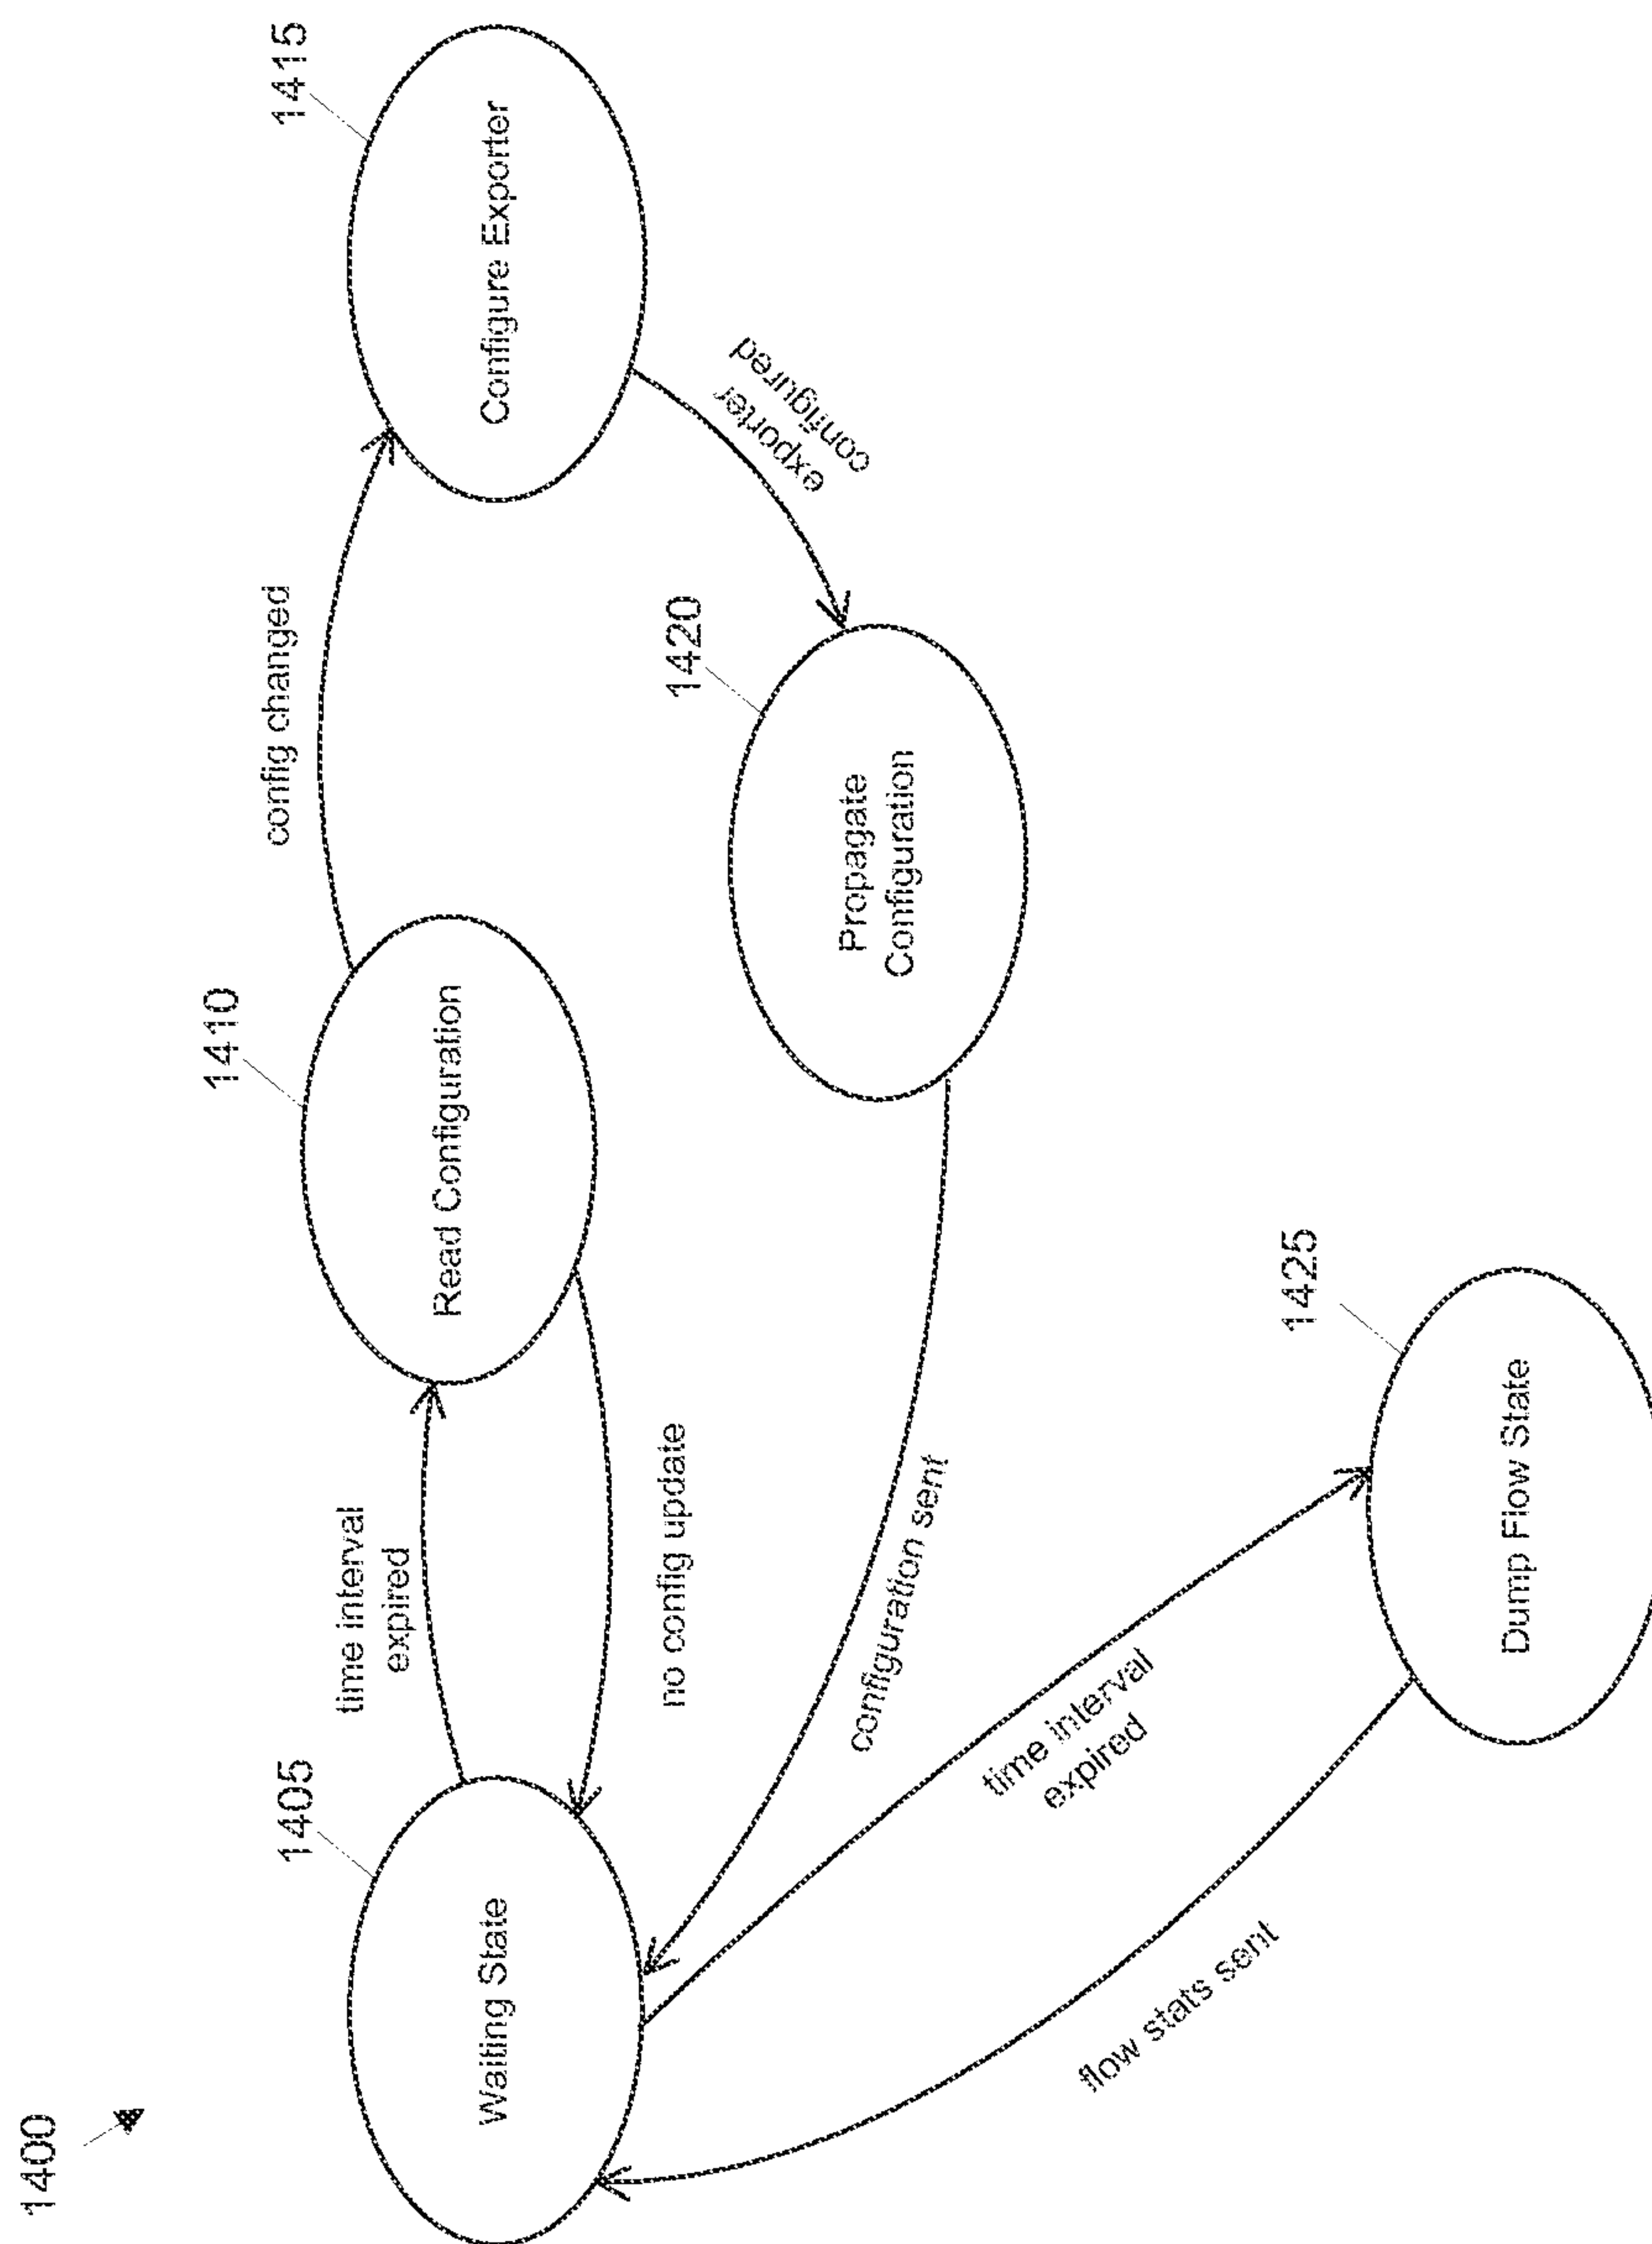 1400
1405
Waiting State
time interval
expired
1410
Read Configuration
no config update
config changed
1415
Configure Exporter
exporter
configured
1420
Propagate
Configuration
configuration sent
time interval
expired
1425
Dump Flow State
flow stats sent